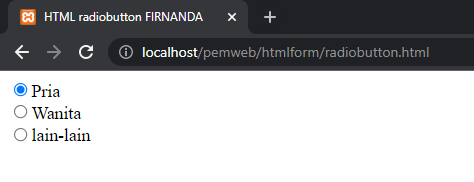 HTML radiobutton FIRNANDA
localhost/pemweb/htmlform/radiobutton.html
Pria
Wanita
lain-lain